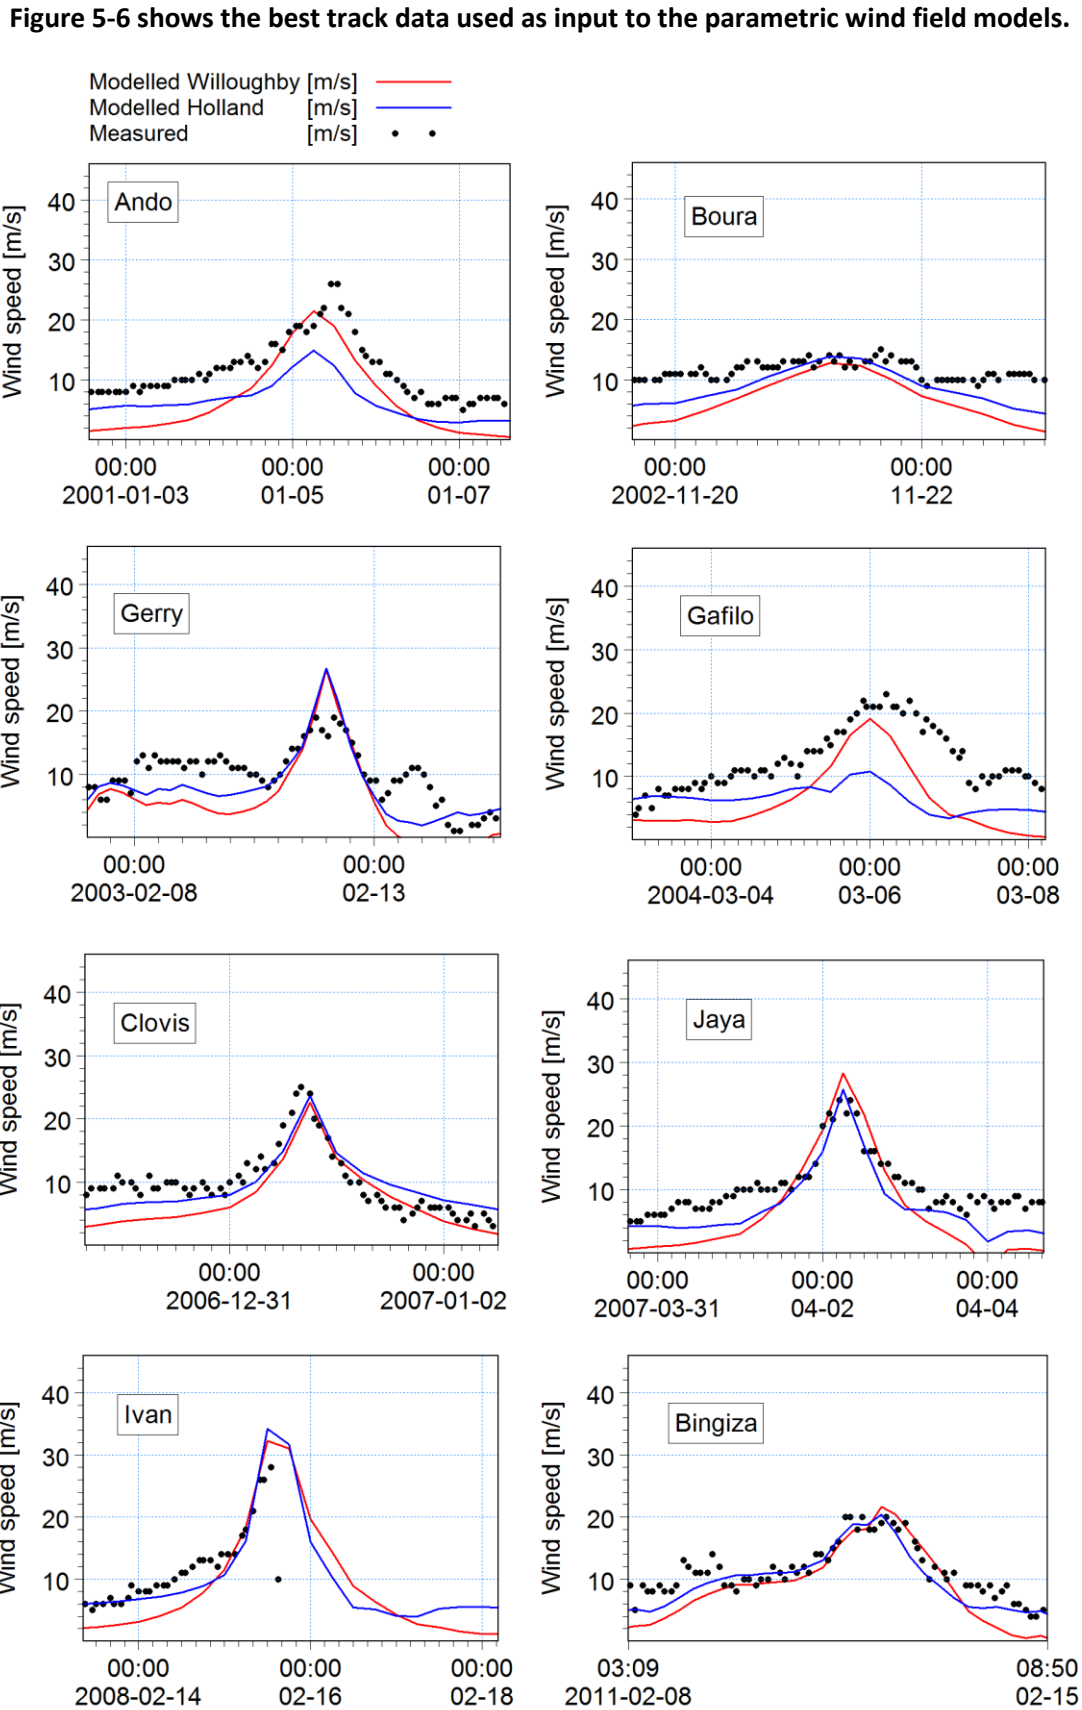 Figure 5-6 shows the best track data used as input to the parametric wind field models.
Modelled Willoughby [m/s]
Modelled Holland [m/s]
Measured [m/s]
Wind speed [m/s]
40
30
20
10
Ando
00:00 00:00 00:00
2001-01-03 01-05 01-07
Wind speed [m/s]
40
30
20
10
Boura
00:00 00:00
2002-11-20 11-22
Wind speed [m/s]
40
30
20
10
Gerry
00:00 00:00
2003-02-08 02-13
Wind speed [m/s]
40
30
20
10
Gafilo
00:00 00:00 00:00
2004-03-04 03-06 03-08
Wind speed [m/s]
40
30
20
10
Clovis
00:00 00:00
2006-12-31 2007-01-02
Wind speed [m/s]
40
30
20
10
Jaya
00:00 00:00 00:00
2007-03-31 04-02 04-04
Wind speed [m/s]
40
30
20
10
Ivan
00:00 00:00 00:00
2008-02-14 02-16 02-18
Wind speed [m/s]
40
30
20
10
Bingiza
03:09 08:50
2011-02-08 02-15